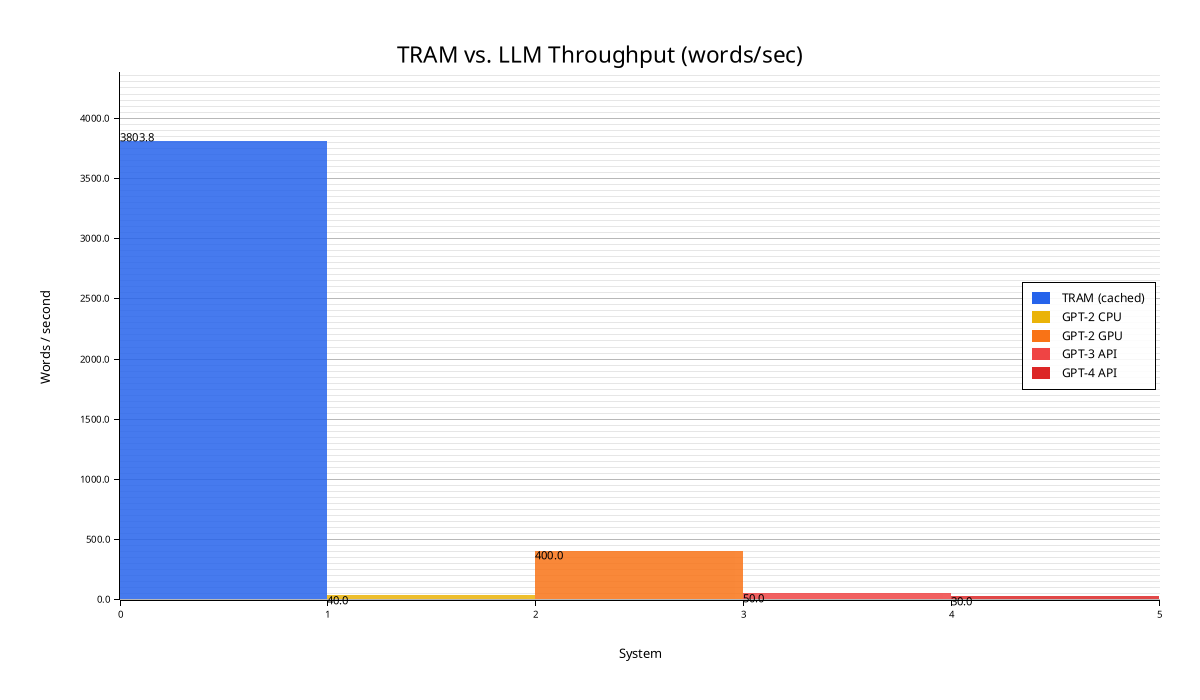 TRAM vs. LLM Throughput (words/sec)
Words / second
4000.0
3500.0
3000.0
2500.0
2000.0
1500.0
1000.0
500.0
0.0
3803.8
40.0
400.0
50.0
30.0
TRAM (cached)
GPT-2 CPU
GPT-2 GPU
GPT-3 API
GPT-4 API
0 1 2 3 4 5
System